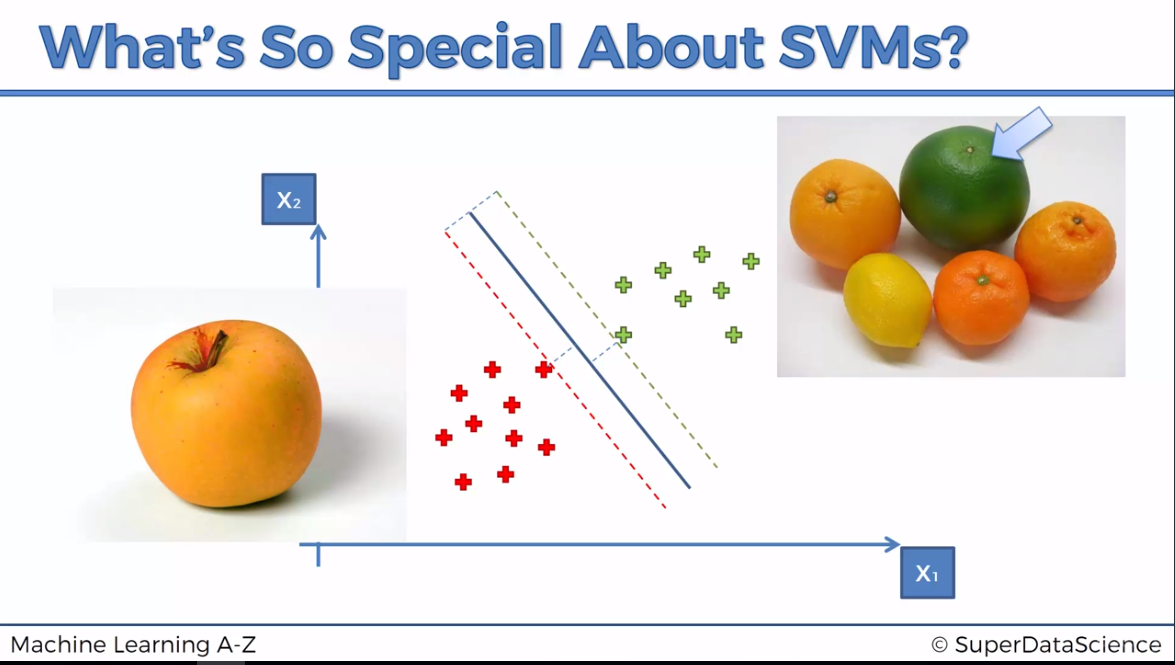 What's So Special About SVMs?
X₂
X₁
Machine Learning A-Z
© SuperDataScience